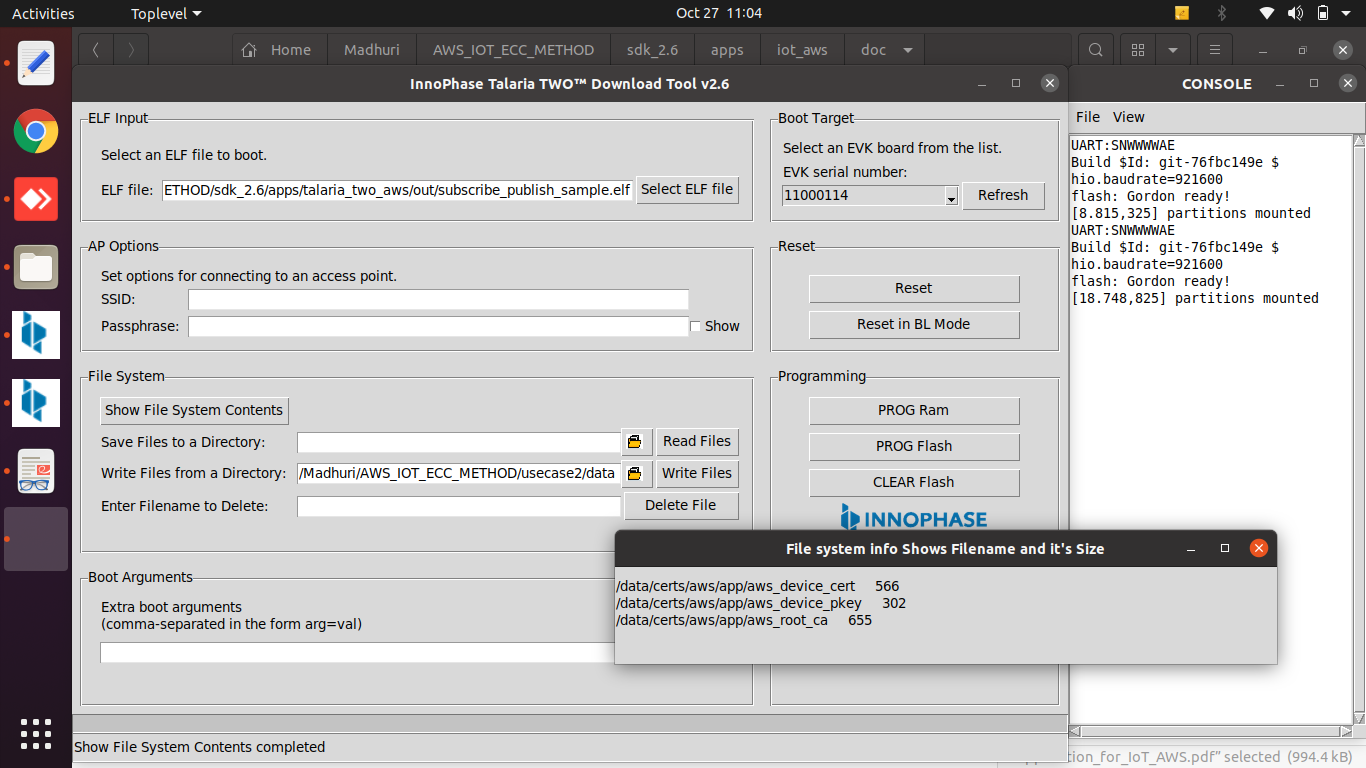 Activities
Toplevel
Oct 27 11:04
Home
Madhuri
AWS_IOT_ECC_METHOD
sdk_2.6
apps
iot_aws
doc
InnoPhase Talaria TWO™ Download Tool v2.6
ELF Input
Select an ELF file to boot.
ELF file:
ETHOD/sdk_2.6/apps/talaria_two_aws/out/subscribe_publish_sample.elf
Select ELF file
Boot Target
Select an EVK board from the list.
EVK serial number:
11000114
Refresh
AP Options
Set options for connecting to an access point.
SSID:
Passphrase:
Show
Reset
Reset
Reset in BL Mode
File System
Show File System Contents
Save Files to a Directory:
Read Files
Write Files from a Directory:
/Madhuri/AWS_IOT_ECC_METHOD/usecase2/data
Write Files
Enter Filename to Delete:
Delete File
Programming
PROG Ram
PROG Flash
CLEAR Flash
INNOPHASE
Boot Arguments
Extra boot arguments
(comma-separated in the form arg=val)
Show File System Contents completed
File system info Shows Filename and it's Size
/data/certs/aws/app/aws_device_cert 566
/data/certs/aws/app/aws_device_pkey 302
/data/certs/aws/app/aws_root_ca 655
CONSOLE
File View
UART:SNWWWWAE
Build $Id: git-76fbc149e $
hio.baudrate=921600
flash: Gordon ready!
[8.815,325] partitions mounted
UART:SNWWWWAE
Build $Id: git-76fbc149e $
hio.baudrate=921600
flash: Gordon ready!
[18.748,825] partitions mounted
_for_IoT_AWS.pdf" selected (994.4 kB)